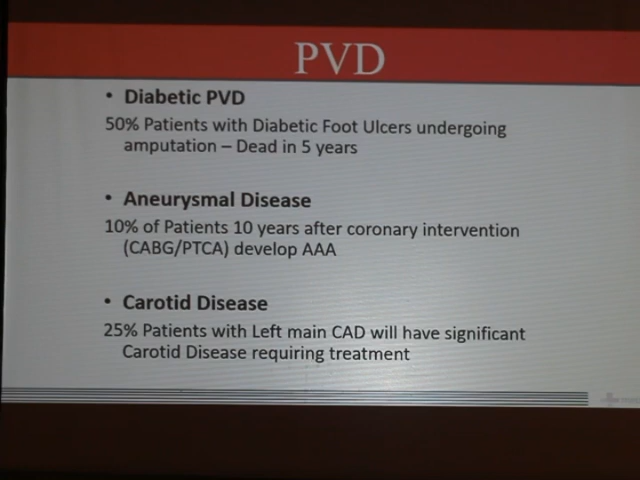 PVD
• Diabetic PVD
50% Patients with Diabetic Foot Ulcers undergoing
amputation – Dead in 5 years
• Aneurysmal Disease
10% of Patients 10 years after coronary intervention
(CABG/PTCA) develop AAA
• Carotid Disease
25% Patients with Left main CAD will have significant
Carotid Disease requiring treatment